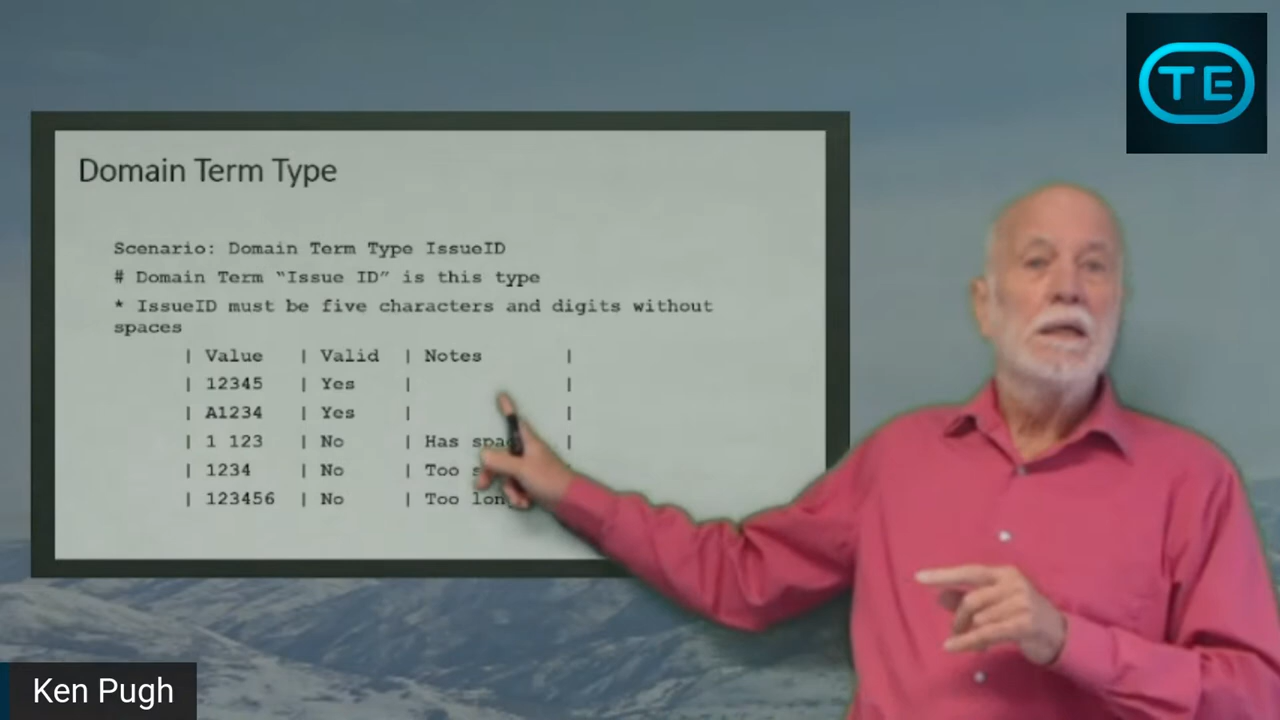 TE
Domain Term Type
Scenario: Domain Term Type IssueID
# Domain Term “Issue ID” is this type
* IssueID must be five characters and digits without
spaces
| Value | Valid | Notes |
| 12345 | Yes | |
| A1234 | Yes | |
| 1 123 | No | Has |
| 1234 | No | Too
| 123456 | No | Too
Ken Pugh